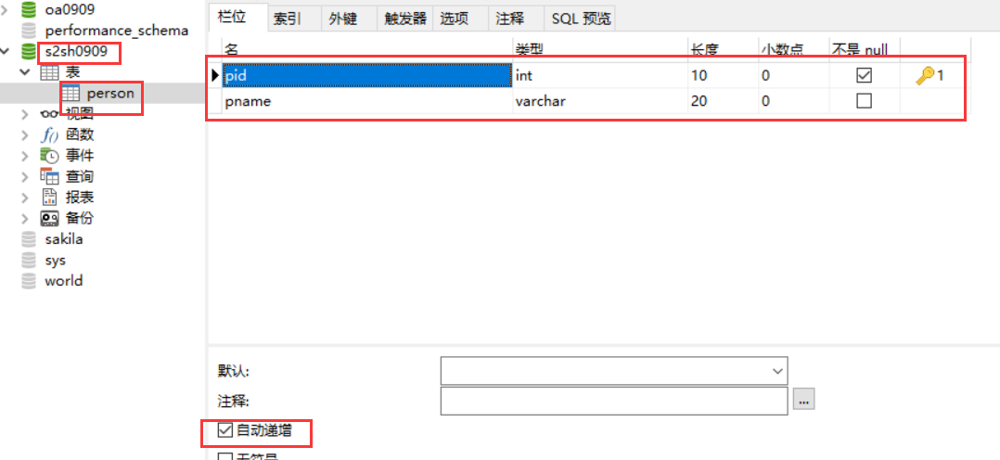 oa0909
performance_schema
s2sh0909
表
person
视图
函数
事件
查询
报表
备份
sakila
sys
world
栏位 索引 外键 触发器 选项 注释 SQL 预览
名 类型 长度 小数点 不是 null
pid int 10 0 1
pname varchar 20 0
默认:
注释:
...
自动递增